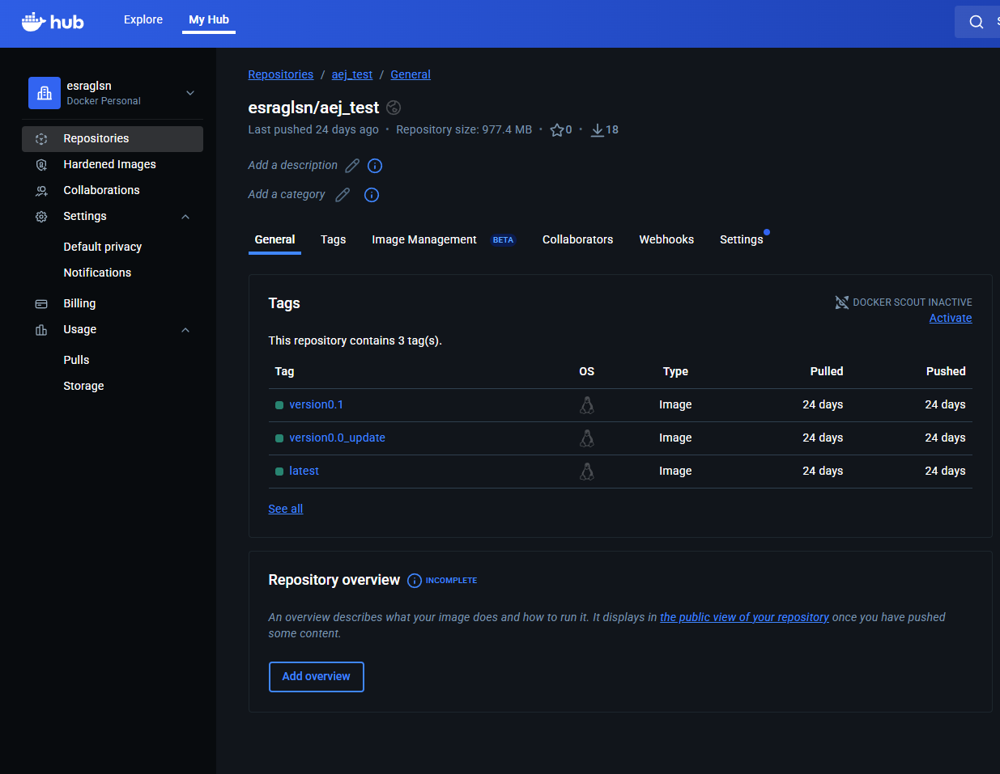 hub
Explore
My Hub
esraglsn
Docker Personal
Repositories
Hardened Images
Collaborations
Settings
Default privacy
Notifications
Billing
Usage
Pulls
Storage
Repositories / aej_test / General
esraglsn/aej_test
Last pushed 24 days ago • Repository size: 977.4 MB • 0 • 18
Add a description
Add a category
General Tags Image Management BETA Collaborators Webhooks Settings
Tags
DOCKER SCOUT INACTIVE
Activate
This repository contains 3 tag(s).
Tag OS Type Pulled Pushed
version0.1 Image 24 days 24 days
version0.0_update Image 24 days 24 days
latest Image 24 days 24 days
See all
Repository overview INCOMPLETE
An overview describes what your image does and how to run it. It displays in the public view of your repository once you have pushed
some content.
Add overview